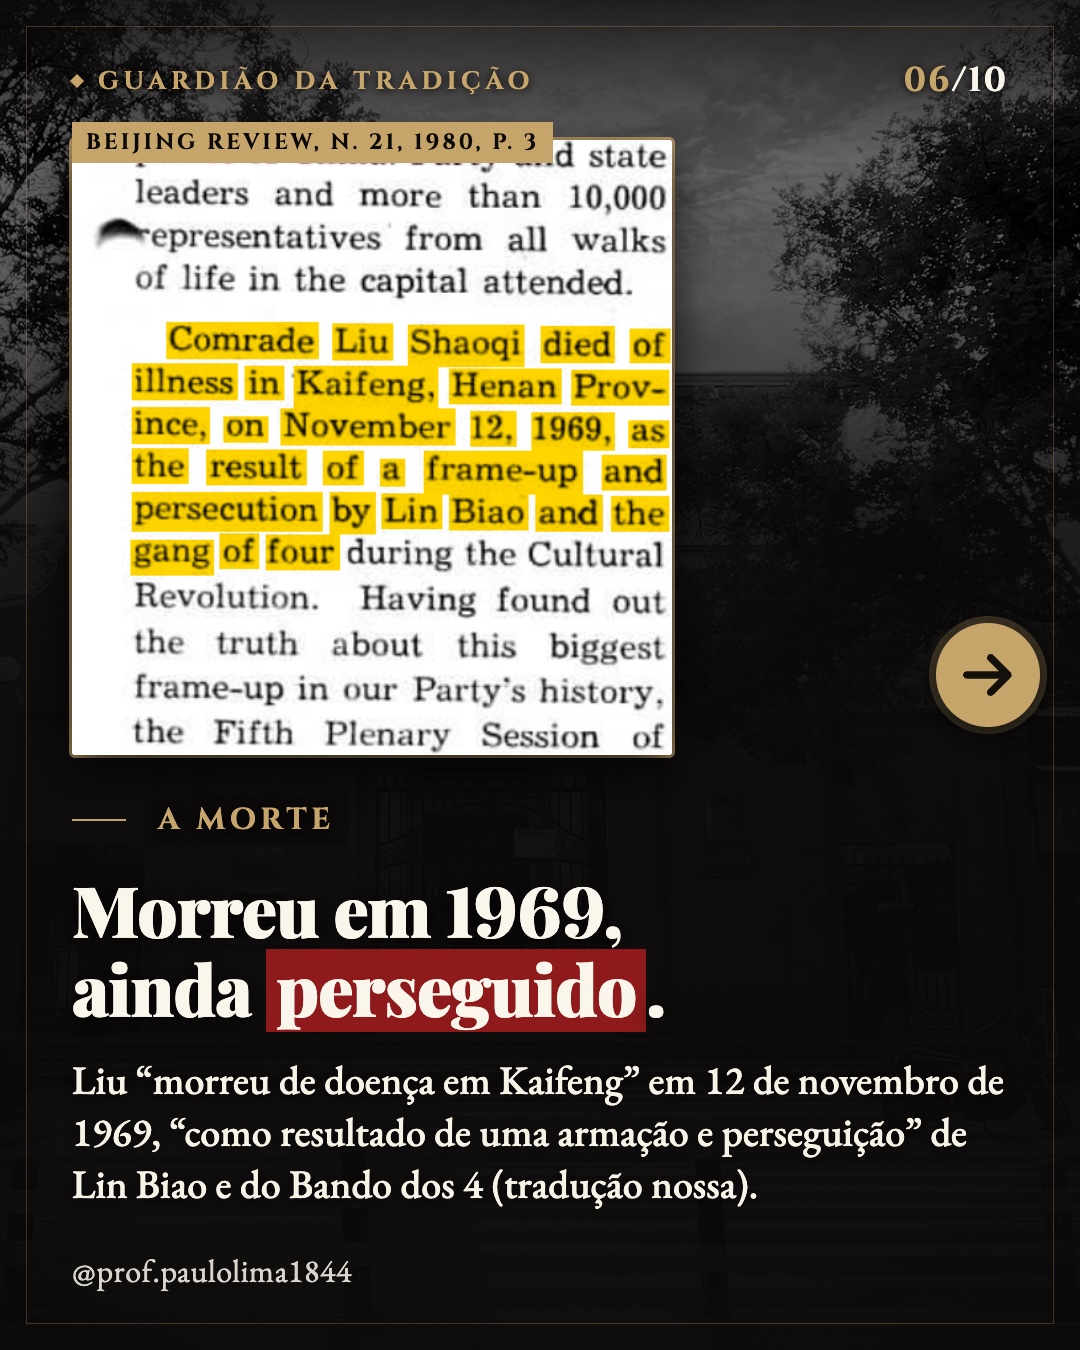 GUARDIÃO DA TRADIÇÃO
06/10
BEIJING REVIEW, N. 21, 1980, P. 3
Party and state
leaders and more than 10,000
representatives from all walks
of life in the capital attended.
Comrade Liu Shaoqi died of
illness in Kaifeng, Henan Prov-
ince, on November 12, 1969, as
the result of a frame-up and
persecution by Lin Biao and the
gang of four during the Cultural
Revolution. Having found out
the truth about this biggest
frame-up in our Party's history,
the Fifth Plenary Session of
A MORTE
Morreu em 1969,
ainda perseguido.
Liu “morreu de doença em Kaifeng” em 12 de novembro de
1969, “como resultado de uma armação e perseguição” de
Lin Biao e do Bando dos 4 (tradução nossa).
@prof.paulolima1844